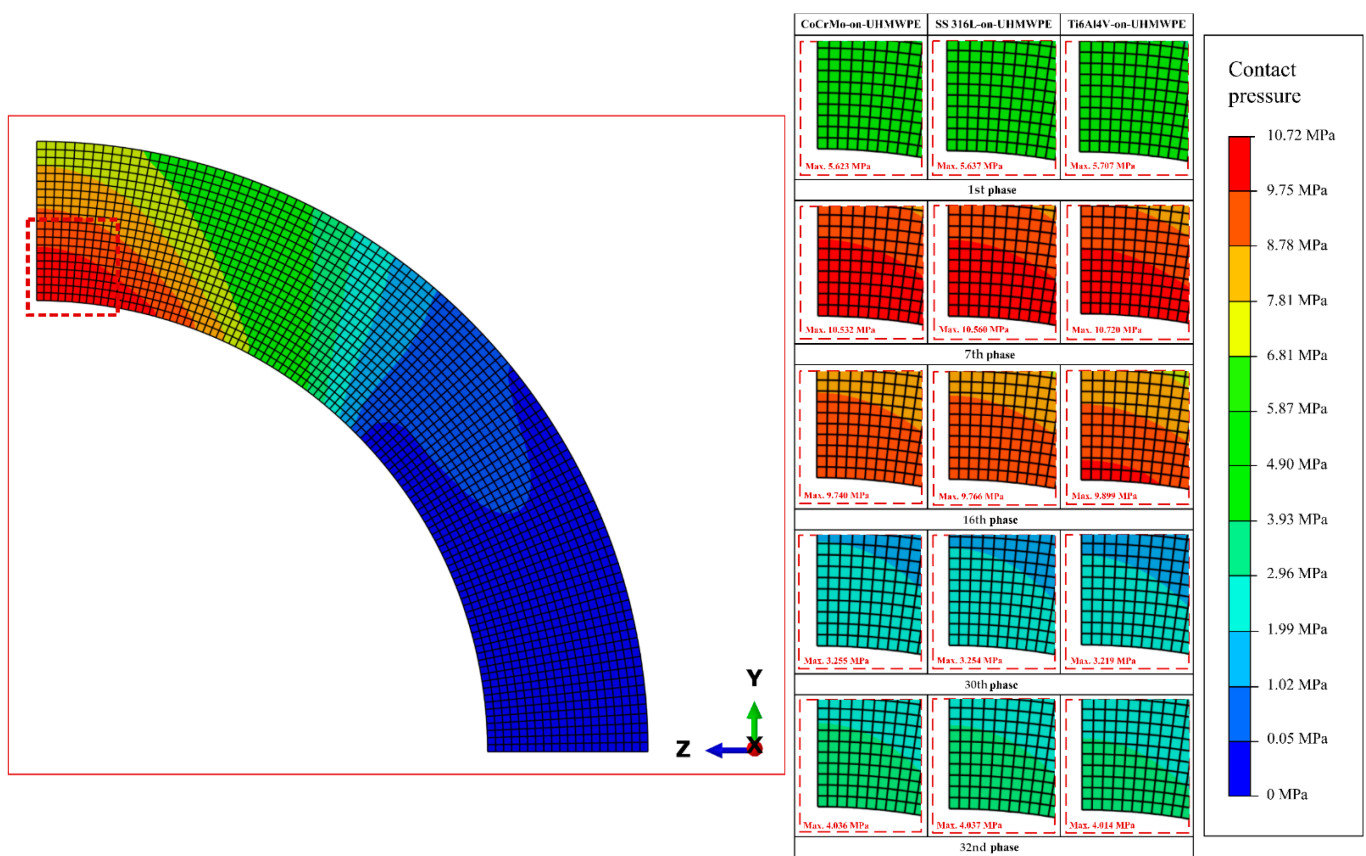 CoCrMo-on-UHMWPE SS 316L-on-UHMWPE Ti6Al4V-on-UHMWPE
Max. 5.623 MPa Max. 5.637 MPa Max. 5.707 MPa
1st phase
Max. 10.532 MPa Max. 10.560 MPa Max. 10.720 MPa
7th phase
Max. 9.740 MPa Max. 9.766 MPa Max. 9.899 MPa
16th phase
Max. 3.255 MPa Max. 3.254 MPa Max. 3.219 MPa
30th phase
Max. 4.036 MPa Max. 4.037 MPa Max. 4.014 MPa
32nd phase
Y
Z X
Contact
pressure
10.72 MPa
9.75 MPa
8.78 MPa
7.81 MPa
6.81 MPa
5.87 MPa
4.90 MPa
3.93 MPa
2.96 MPa
1.99 MPa
1.02 MPa
0.05 MPa
0 MPa